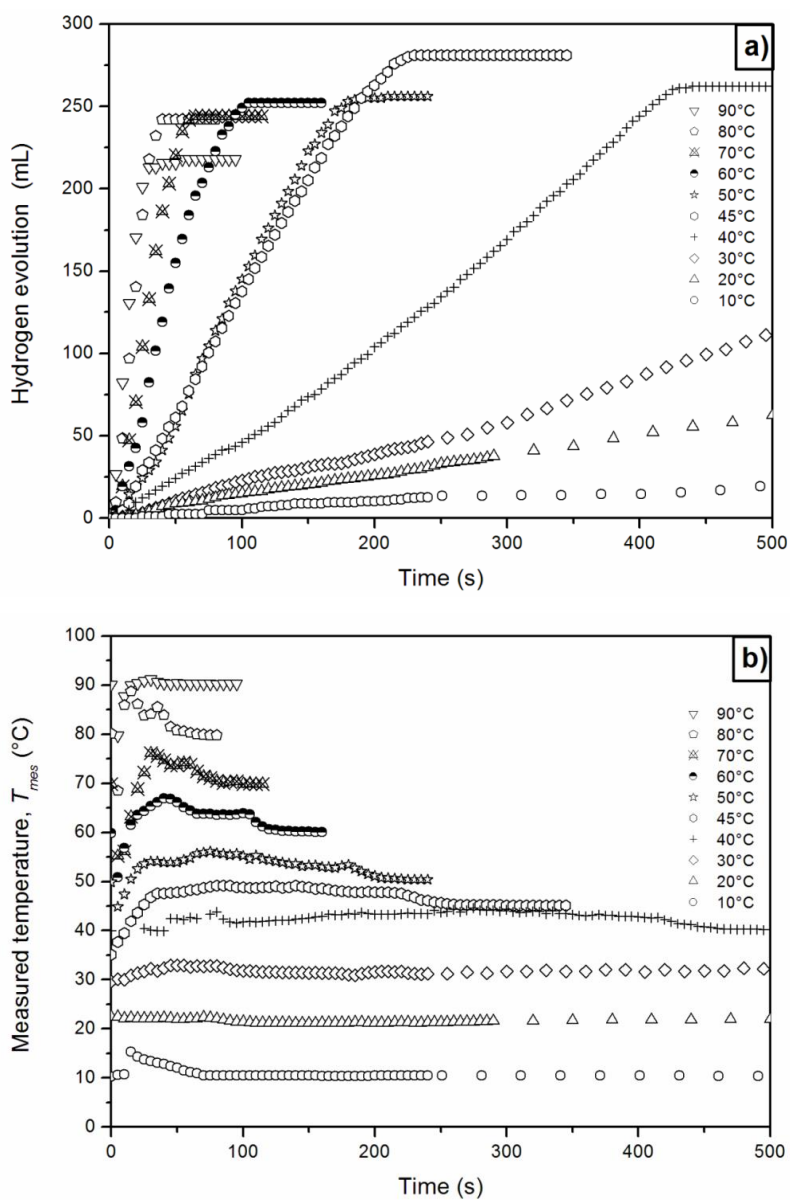 a)
300
250
200
150
100
50
0
Hydrogen evolution (mL)
90°C
80°C
70°C
60°C
50°C
45°C
40°C
30°C
20°C
10°C
0 100 200 300 400 500
Time (s)
b)
100
90
80
70
60
50
40
30
20
10
0
Measured temperature, Tmes (°C)
90°C
80°C
70°C
60°C
50°C
45°C
40°C
30°C
20°C
10°C
0 100 200 300 400 500
Time (s)